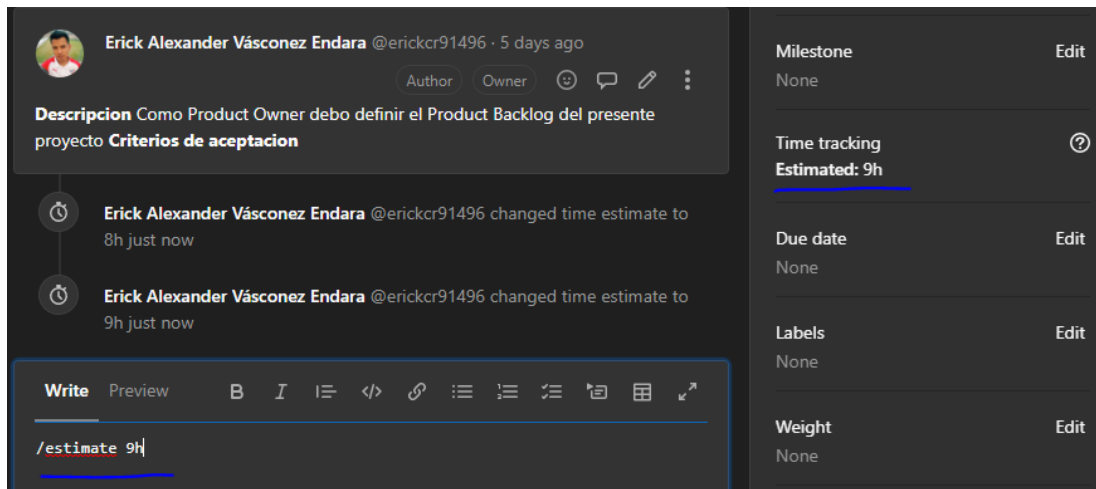 Erick Alexander Vásconez Endara @erickcr91496 · 5 days ago
Author Owner
Descripcion Como Product Owner debo definir el Product Backlog del presente
proyecto Criterios de aceptacion
Erick Alexander Vásconez Endara @erickcr91496 changed time estimate to
8h just now
Erick Alexander Vásconez Endara @erickcr91496 changed time estimate to
9h just now
Write Preview
/estimate 9h
Milestone Edit
None
Time tracking
Estimated: 9h
Due date Edit
None
Labels Edit
None
Weight Edit
None